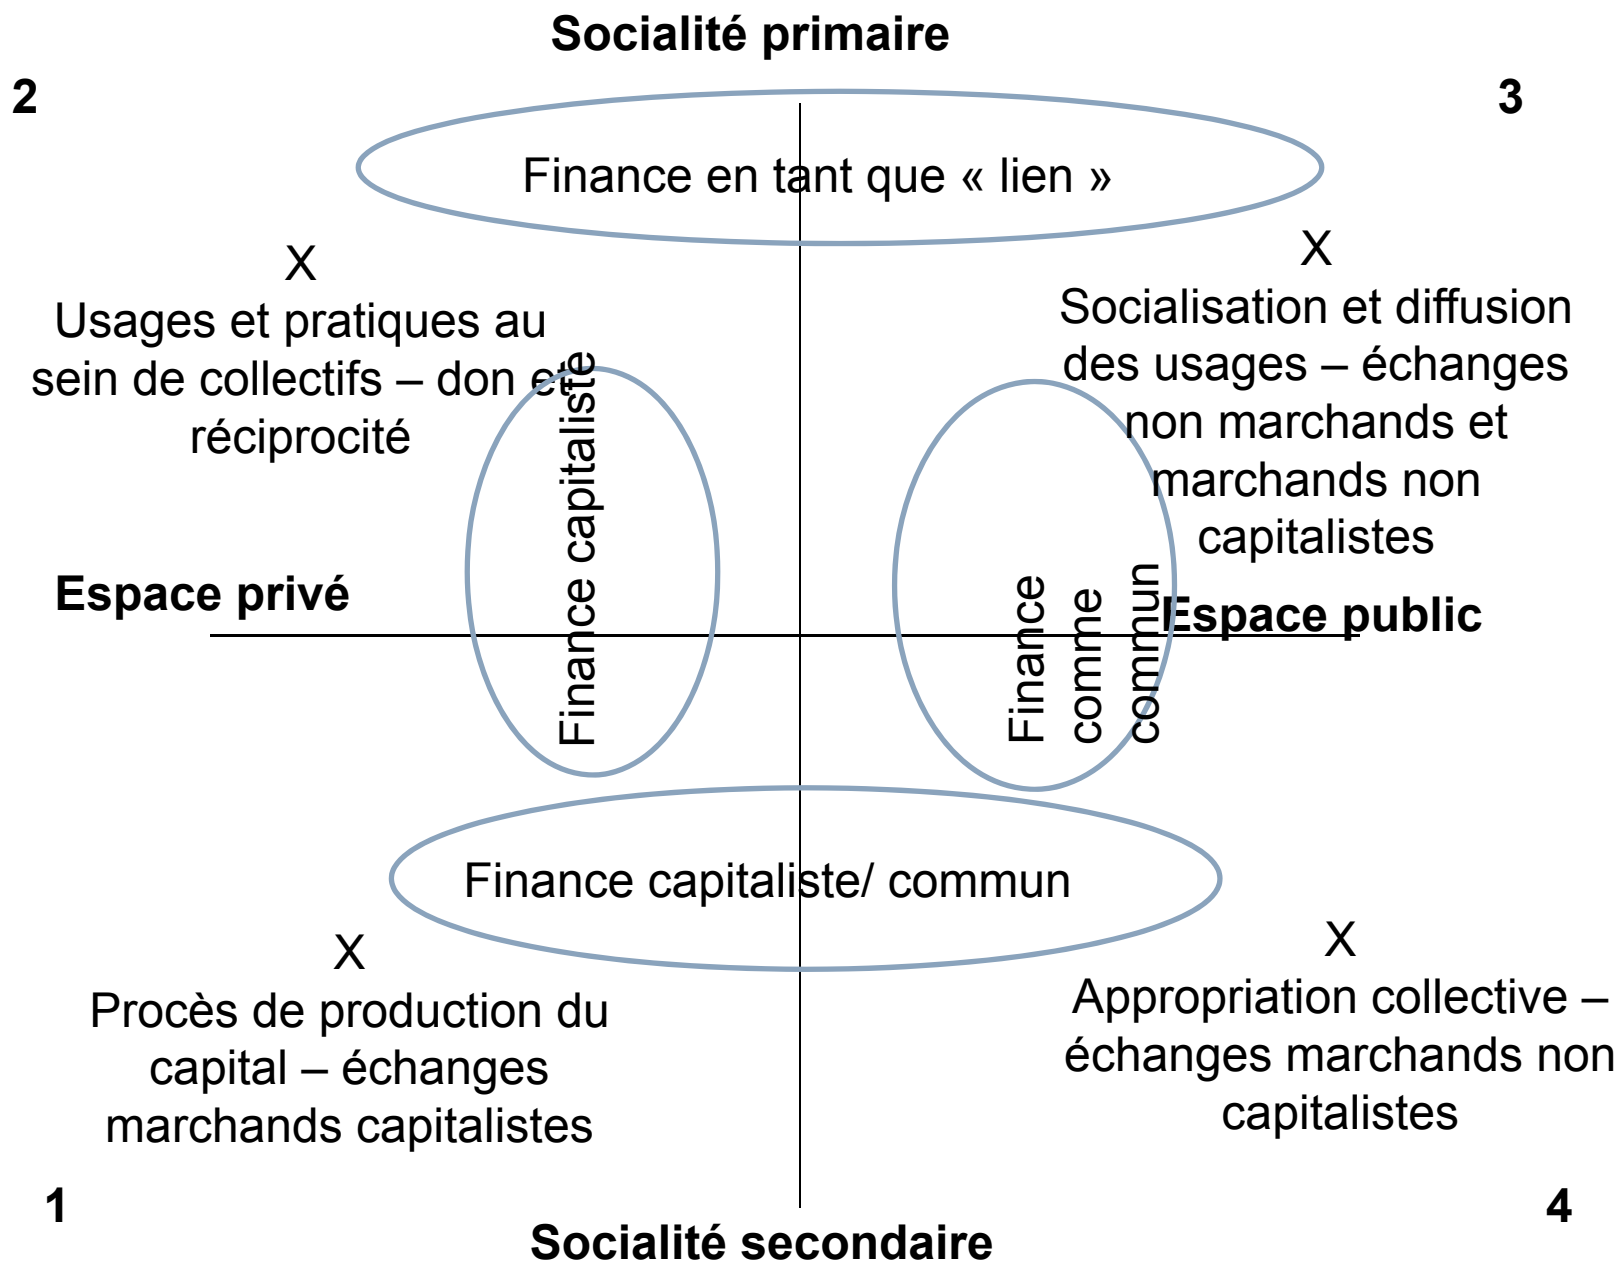 Socialité primaire
2
3
Finance en tant que « lien »
X
Usages et pratiques au
sein de collectifs – don et
réciprocité
X
Socialisation et diffusion
des usages – échanges
non marchands et
marchands non
capitalistes
Finance capitaliste
Finance
comme
commun
Espace privé
Espace public
Finance capitaliste/ commun
X
Procès de production du
capital – échanges
marchands capitalistes
X
Appropriation collective –
échanges marchands non
capitalistes
1
4
Socialité secondaire